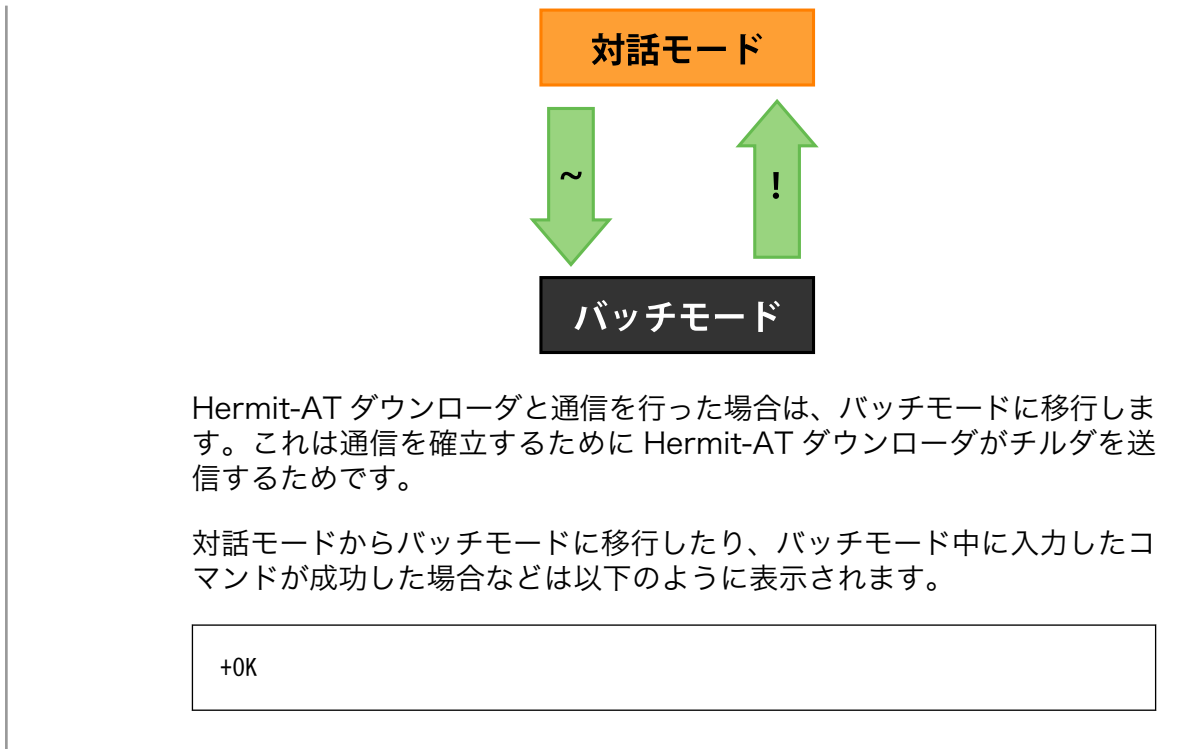 対話モード
~
!
バッチモード
Hermit-AT ダウンローダと通信を行った場合は、バッチモードに移行しま
す。これは通信を確立するために Hermit-AT ダウンローダがチルダを送
信するためです。
対話モードからバッチモードに移行したり、バッチモード中に入力したコ
マンドが成功した場合などは以下のように表示されます。
+OK